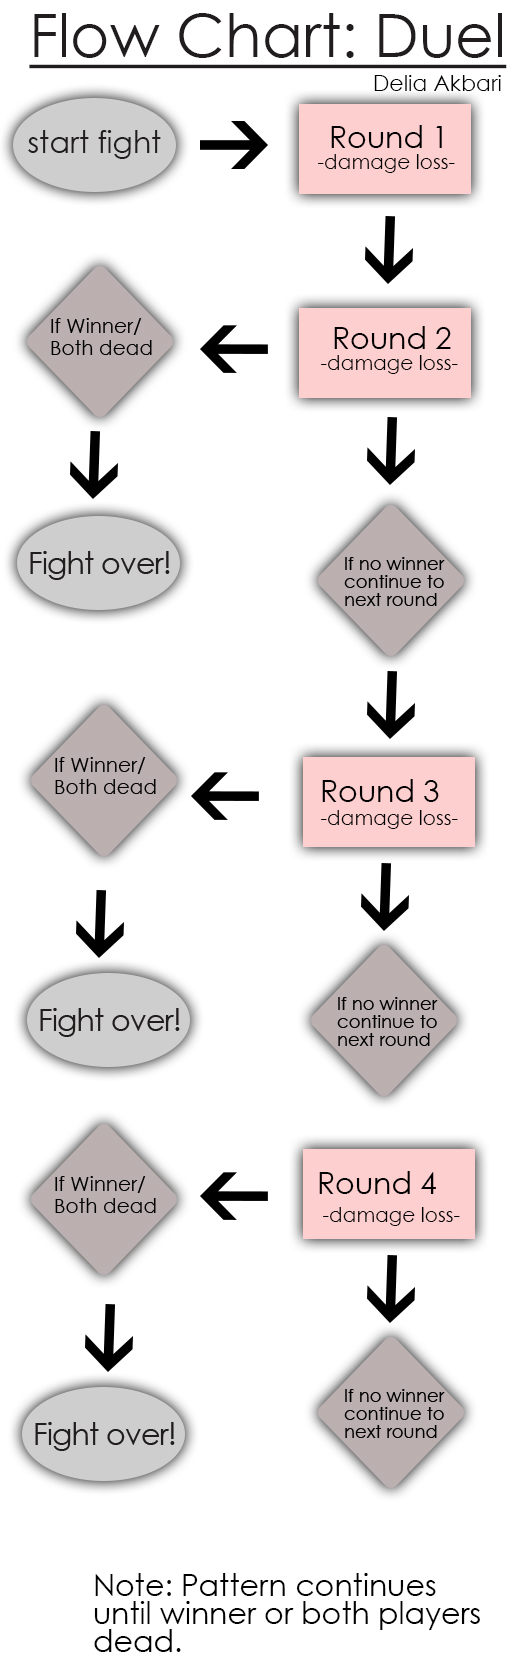 Flow Chart: Duel
Delia Akbari
start fight
Round 1
-damage loss-
If Winner/
Both dead
Round 2
-damage loss-
Fight over!
If no winner
continue to
next round
If Winner/
Both dead
Round 3
-damage loss-
Fight over!
If no winner
continue to
next round
If Winner/
Both dead
Round 4
-damage loss-
Fight over!
If no winner
continue to
next round
Note: Pattern continues
until winner or both players
dead.